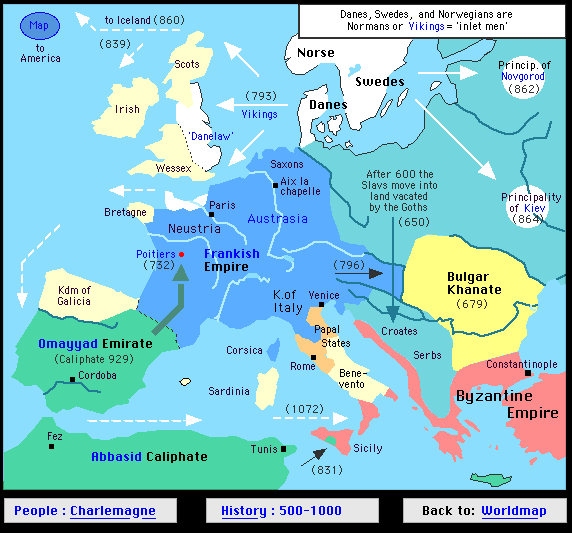 Map
to
America
to Iceland (860)
(839)
Danes, Swedes, and Norwegians are
Normans or Vikings = 'inlet men'
Norse
Swedes
Danes
Princip. of
Novgorod
(862)
Scots
Irish
(793)
Vikings
'Danelaw'
Wessex
Saxons
Aix la
chapelle
After 600 the
Slavs move into
land vacated
by the Goths
(650)
Principality
of Kiev
(864)
Bretagne
Paris
Neustria
Austrasia
Poitiers
(732)
Frankish
Empire
(796)
Bulgar
Khanate
(679)
Kdm of
Galicia
K.of
Italy
Venice
Omayyad Emirate
(Caliphate 929)
Cordoba
Corsica
Papal
States
Rome
Croates
Serbs
Constantinople
Sardinia
Bene-
vento
Byzantine
Empire
(1072)
Fez
Abbasid Caliphate
Tunis
Sicily
(831)
People : Charlemagne
History : 500-1000
Back to: Worldmap